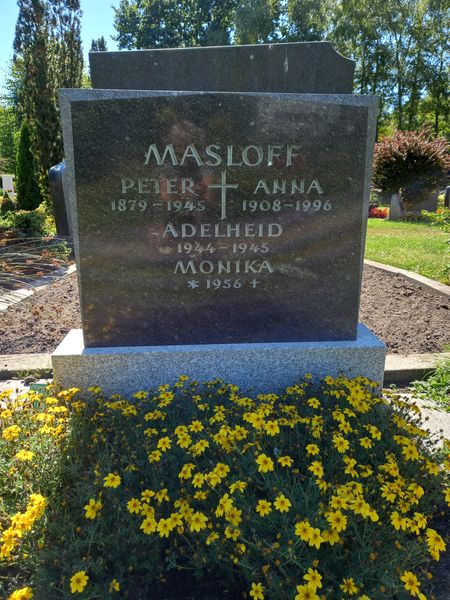 MASLOFF
PETER ANNA
1879-1945 1908-1996
ADELHEID
1944-1945
MONIKA
* 1956 +